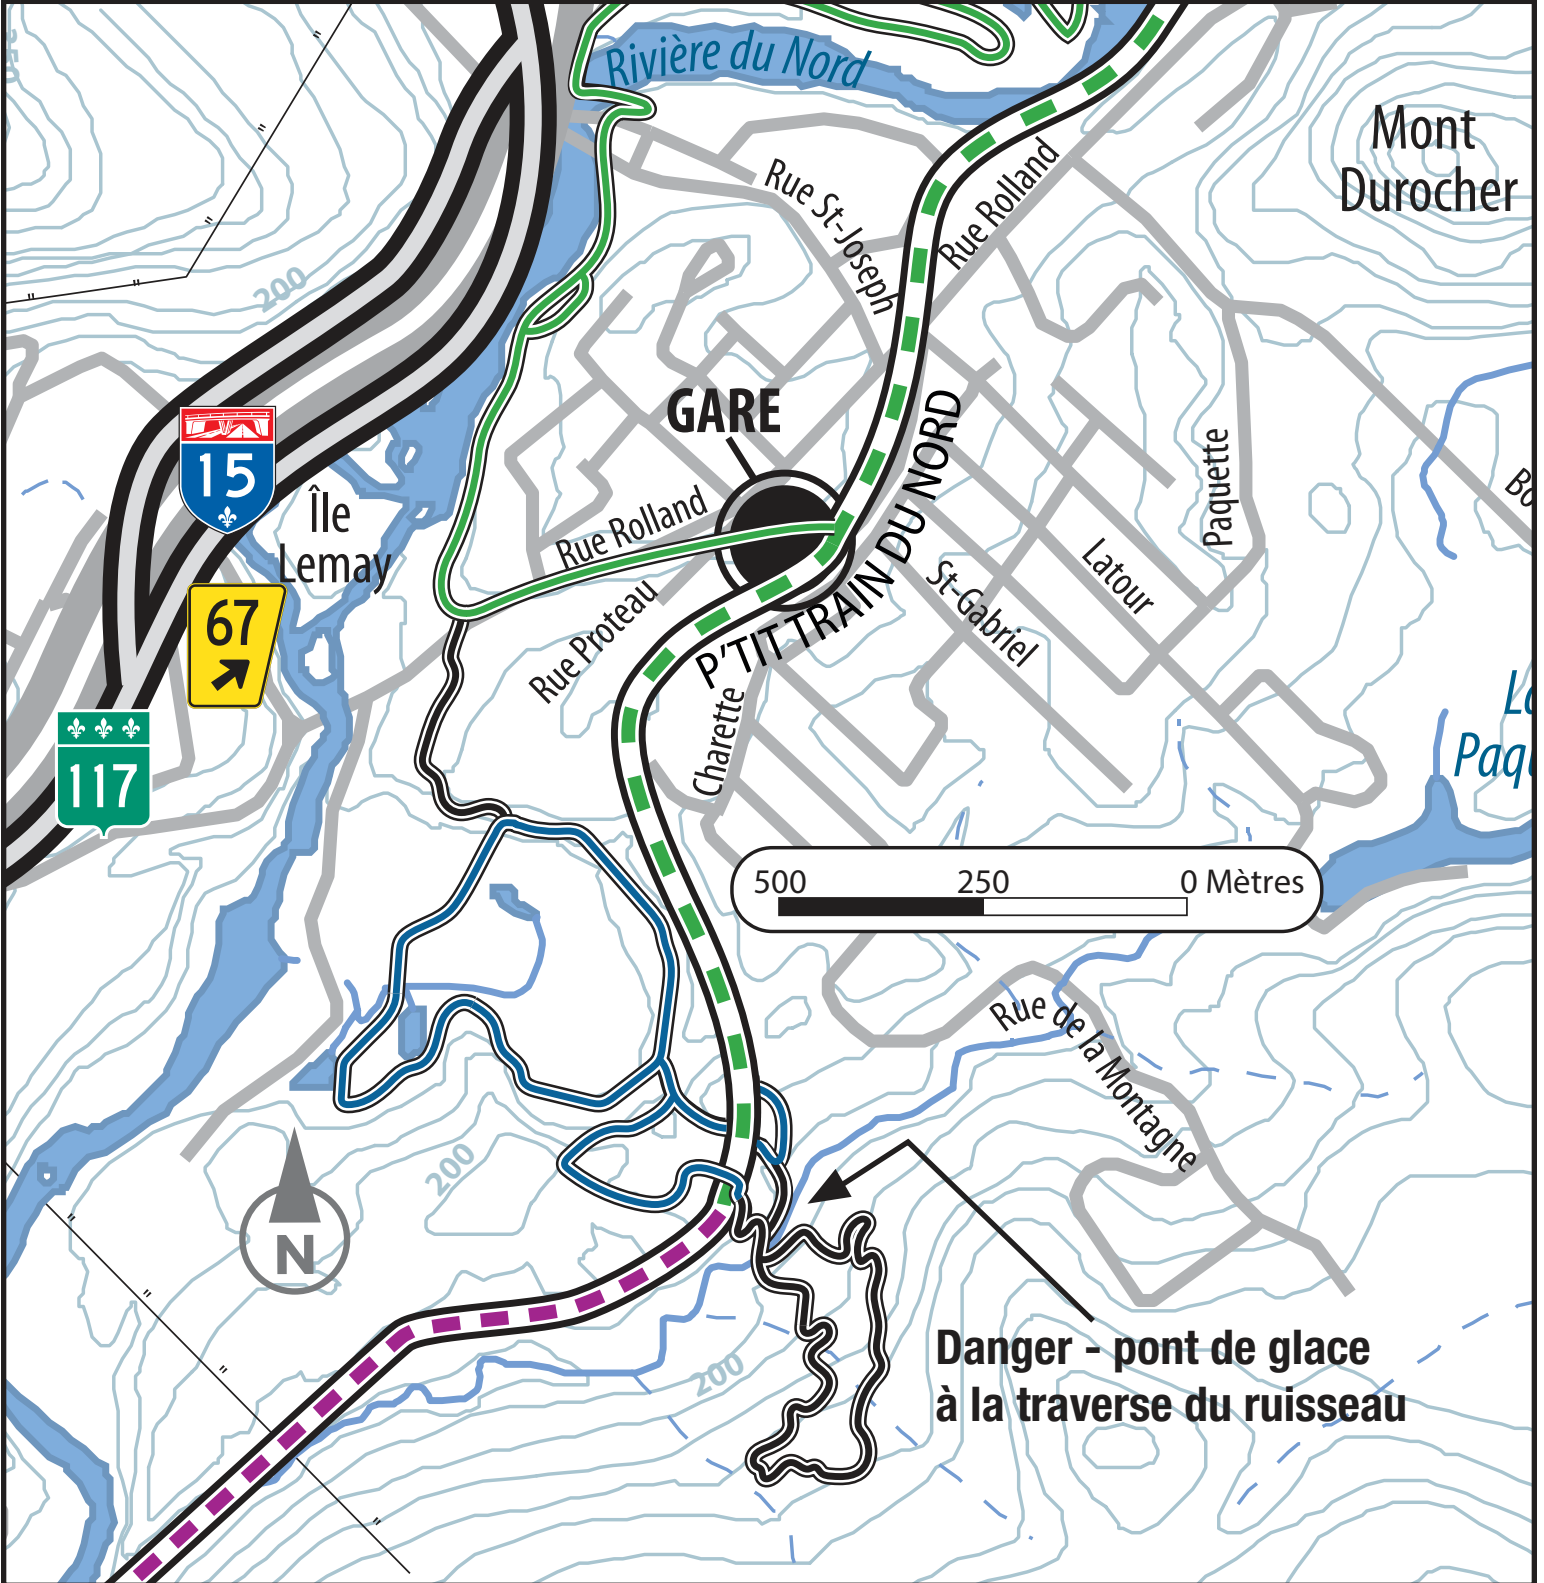 Rivière du Nord
Mont
Durocher
Rue St-Joseph
Rue Rolland
200
GARE
15
Île
Lemay
Rue Rolland
P'TIT TRAIN DU NORD
Paquette
67
Rue Proteau
St-Gabriel
Latour
Charette
117
500 250 0 Mètres
Rue de la Montagne
200
N
200
Danger - pont de glace
à la traverse du ruisseau